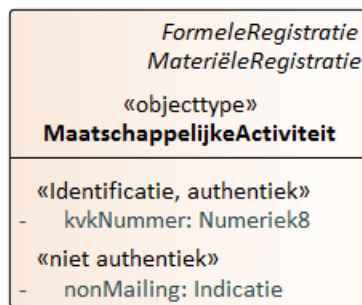 FormeleRegistratie
MateriëleRegistratie
«objecttype»
MaatschappelijkeActiviteit
«Identificatie, authentiek»
- kvkNummer: Numeriek8
«niet authentiek»
- nonMailing: Indicatie